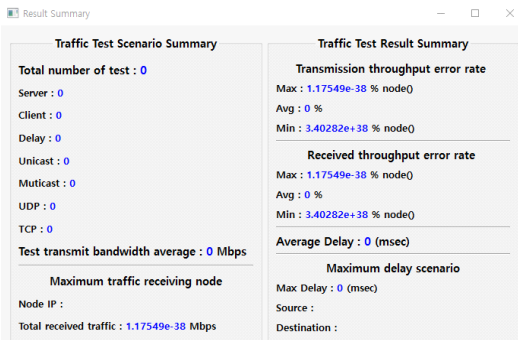 Result Summary
Traffic Test Scenario Summary
Total number of test : 0
Server : 0
Client : 0
Delay : 0
Unicast : 0
Muticast : 0
UDP : 0
TCP : 0
Test transmit bandwidth average : 0 Mbps
Maximum traffic receiving node
Node IP :
Total received traffic : 1.17549e-38 Mbps
Traffic Test Result Summary
Transmission throughput error rate
Max : 1.17549e-38 % node()
Avg : 0 %
Min : 3.40282e+38 % node()
Received throughput error rate
Max : 1.17549e-38 % node()
Avg : 0 %
Min : 3.40282e+38 % node()
Average Delay : 0 (msec)
Maximum delay scenario
Max Delay : 0 (msec)
Source :
Destination :